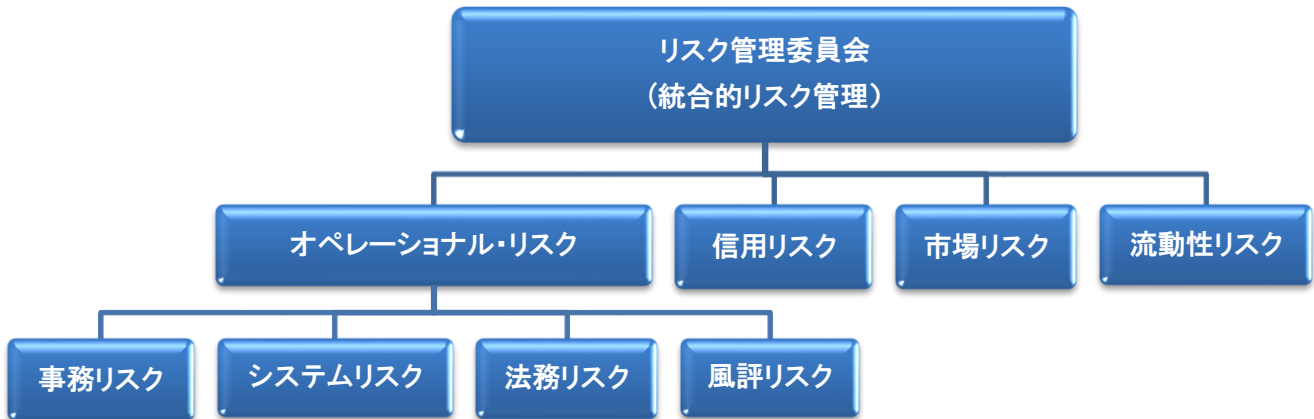 リスク管理委員会
（統合的リスク管理）
オペレーショナル・リスク
信用リスク
市場リスク
流動性リスク
事務リスク
システムリスク
法務リスク
風評リスク